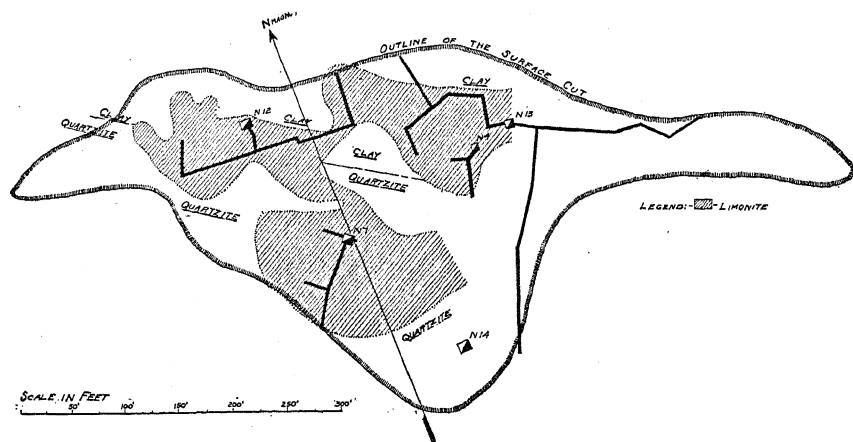 NMAGN.
OUTLINE OF THE SURFACE CUT
CLAY
N13
N12
CLAY
CLAY
QUARTZITE
CLAY
QUARTZITE
QUARTZITE
LEGEND:- -LIMONITE
N7
QUARTZITE
N14
SCALE IN FEET
50' 100' 150' 200' 250' 300'